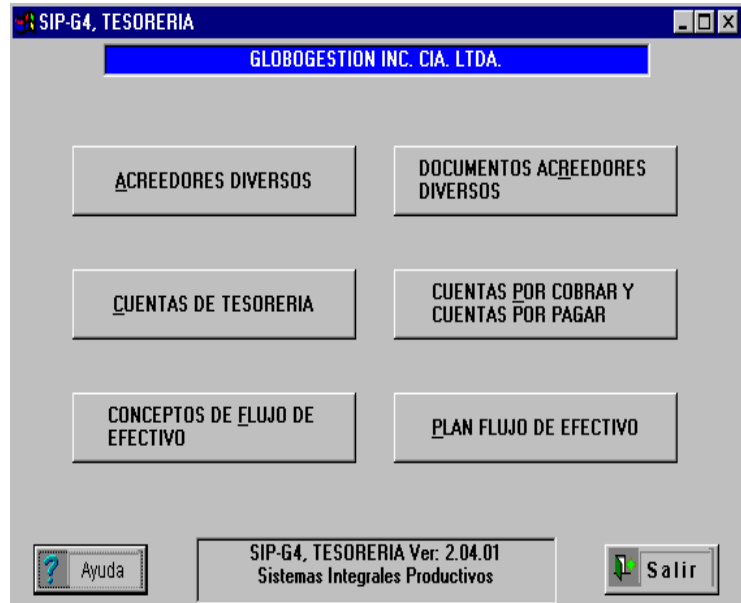 SIP-G4, TESORERIA
GLOBOGESTION INC. CIA. LTDA.
ACREEDORES DIVERSOS
DOCUMENTOS ACREEDORES
DIVERSOS
CUENTAS DE TESORERIA
CUENTAS POR COBRAR Y
CUENTAS POR PAGAR
CONCEPTOS DE FLUJO DE
EFECTIVO
PLAN FLUJO DE EFECTIVO
? Ayuda
SIP-G4, TESORERIA Ver: 2.04.01
Sistemas Integrales Productivos
Salir